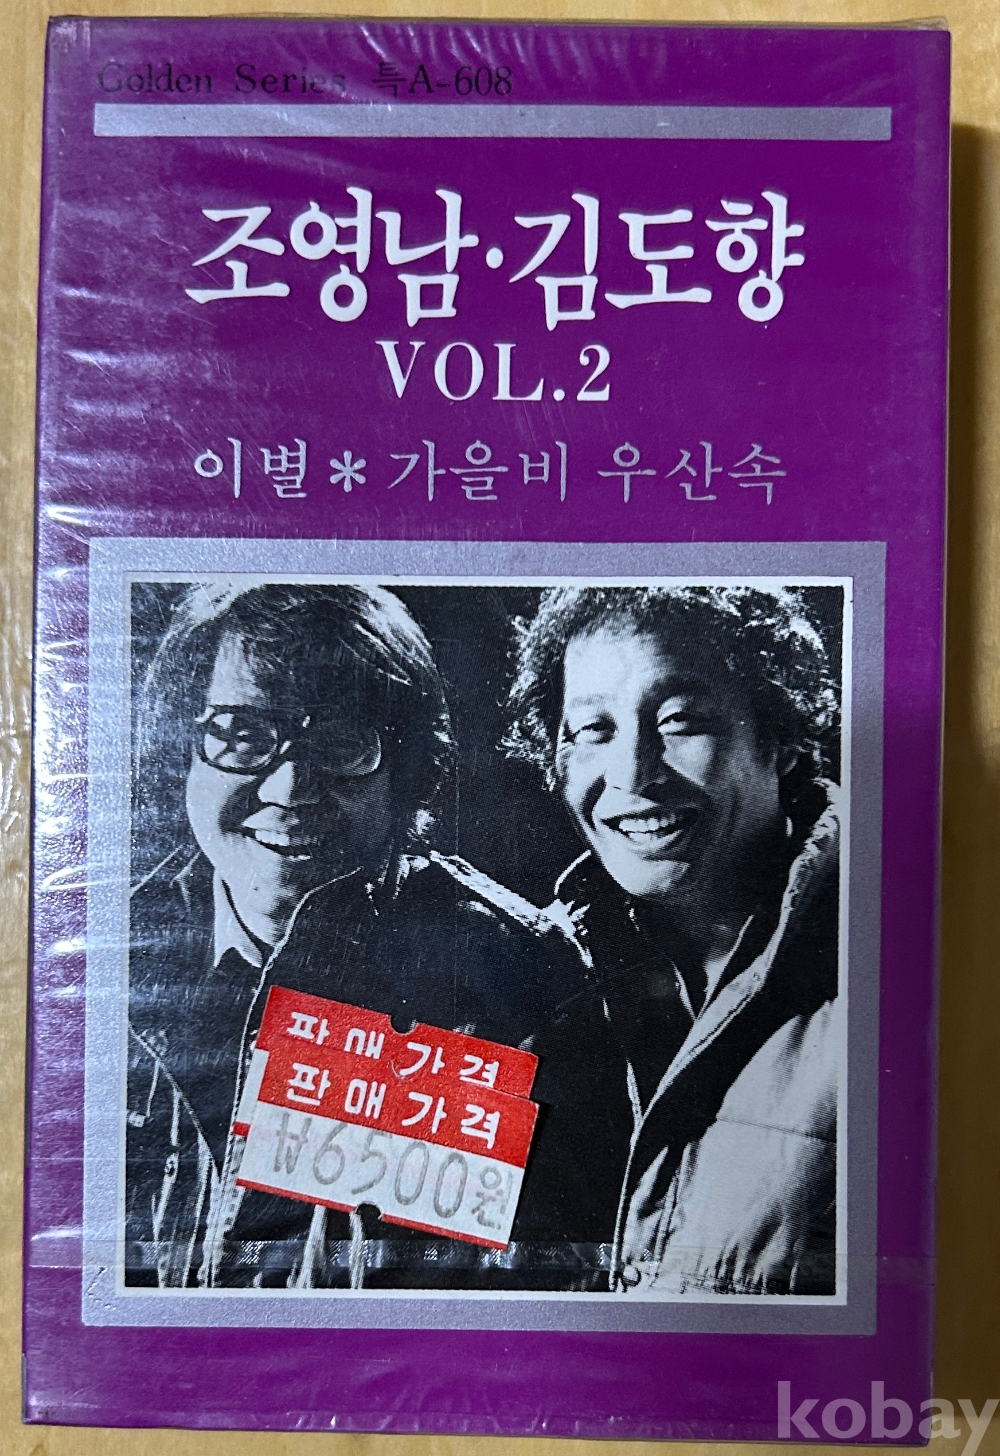 Golden Series 특A-608
조영남·김도향
VOL.2
이별*가을비 우산속
판매가격
판매가격
₩6500원
kobay